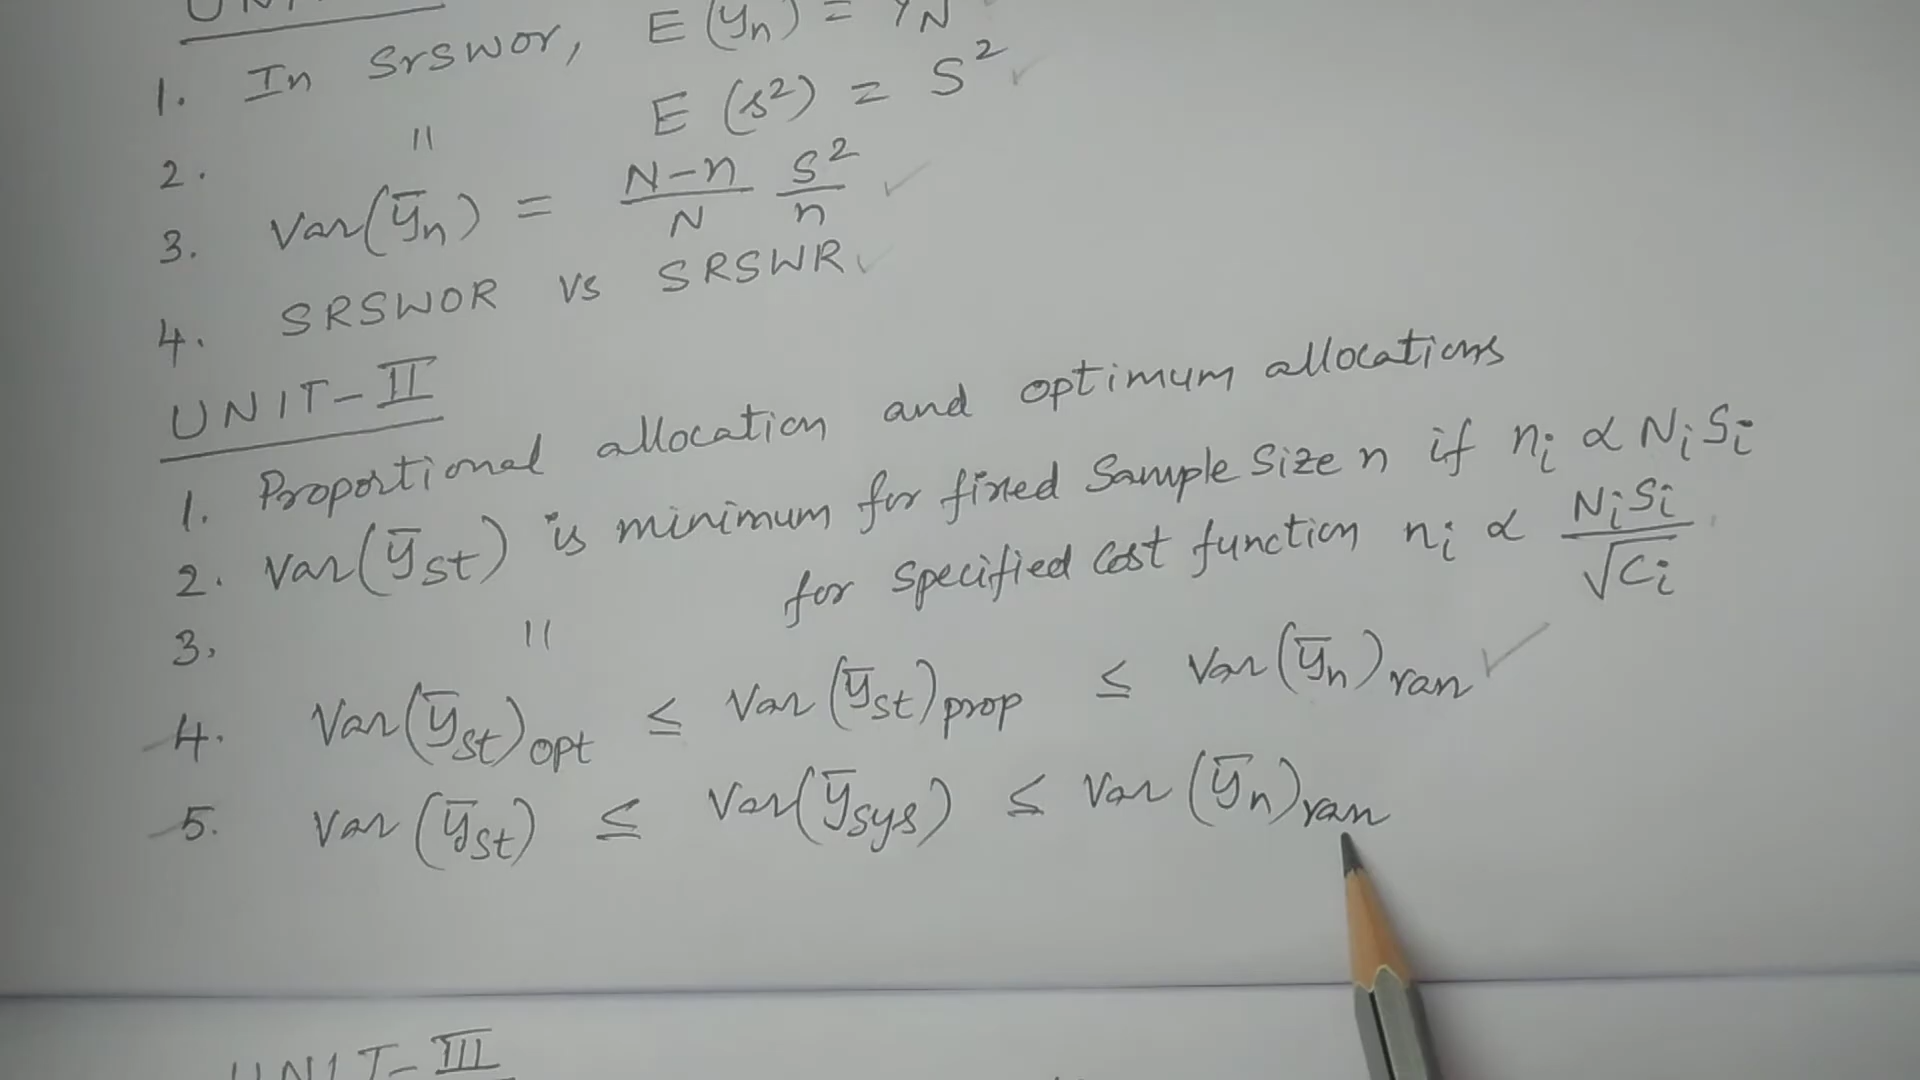 1. In SrSwor, E(yn) = YN
2. " E(s²) = S²
3. Var(ȳn) = N-n/N S²/n
4. SRSWOR vs SRSWR
UNIT-II
1. Proportional allocation and optimum allocations
2. Var(ȳst) is minimum for fixed Sample Size n if ni ∝ NiSi
3. " for specified cost function ni ∝ NiSi/√Ci
4. Var(ȳst)opt ≤ Var(ȳst)prop ≤ Var(ȳn)ran
5. Var(ȳst) ≤ Var(ȳsys) ≤ Var(ȳn)ran
UNIT-III